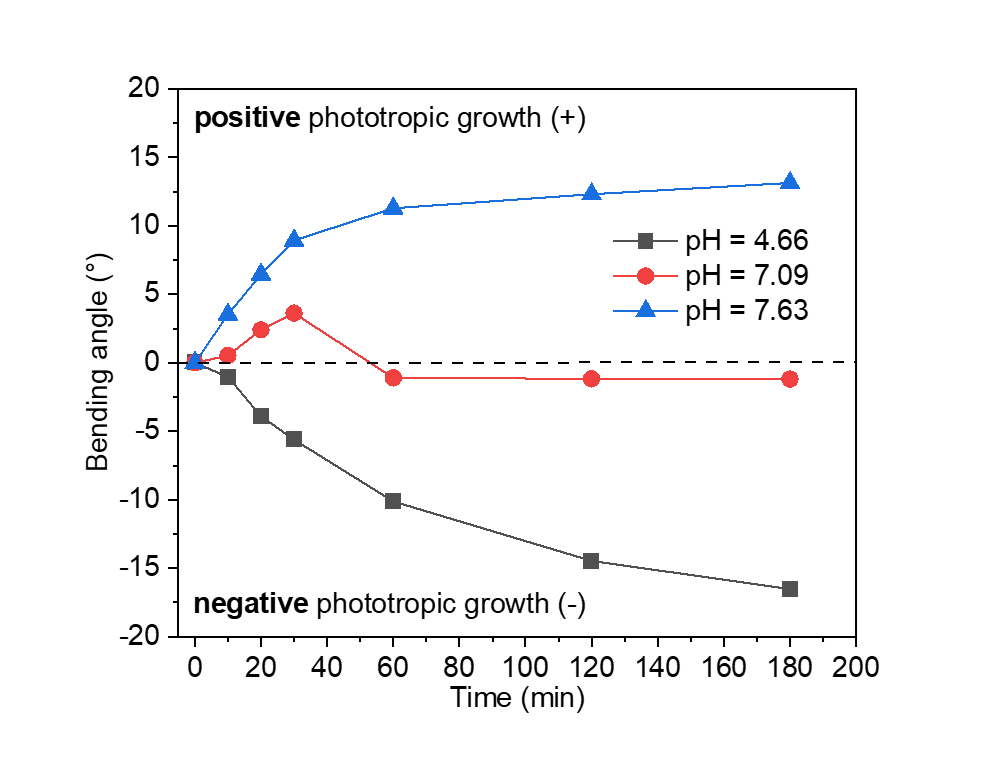 20
positive phototropic growth (+)
15
10
pH = 4.66
pH = 7.09
5
pH = 7.63
0
Bending angle (°)
-5
-10
-15
negative phototropic growth (-)
-20
0 20 40 60 80 100 120 140 160 180 200
Time (min)